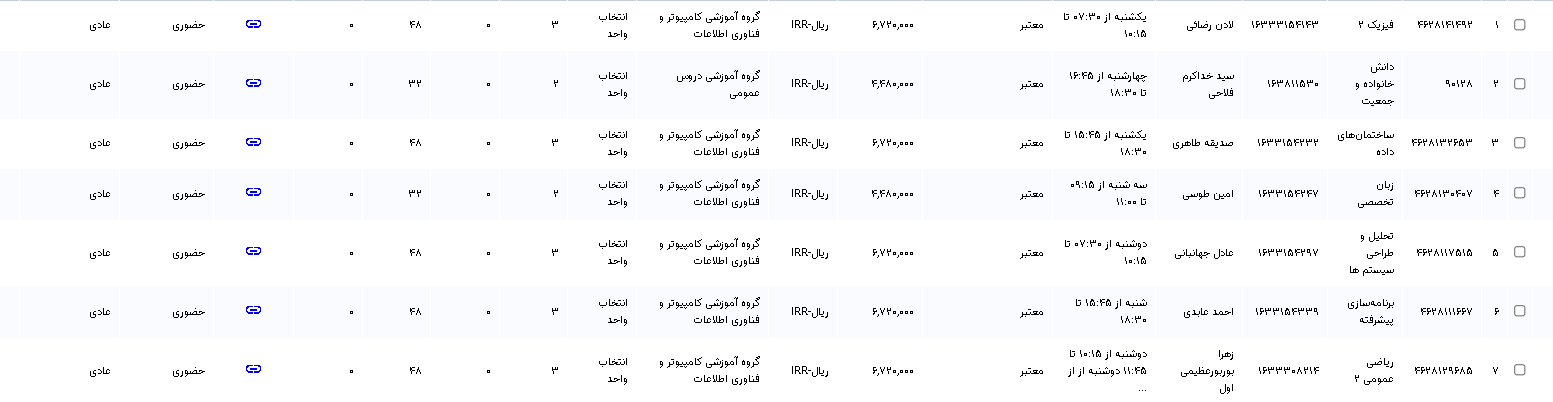 ۱ ۴۶۲۸۱۴۱۴۹۲ فیزیک ۲ ۱۶۳۳۱۵۴۱۴۳ لادن رضائی یکشنبه از ۰۷:۳۰ تا ۱۰:۱۵ معتبر ۶,۷۲۰,۰۰۰ ریال-IRR گروه آموزشی کامپیوتر و فناوری اطلاعات انتخاب واحد ۳ ۰ ۴۸ ۰ حضوری عادی
۲ ۹۰۱۲۸ دانش خانواده و جمعیت ۱۶۳۸۱۱۵۳۰ سید خداکرم فلاحی چهارشنبه از ۱۶:۴۵ تا ۱۸:۳۰ معتبر ۴,۴۸۰,۰۰۰ ریال-IRR گروه آموزشی دروس عمومی انتخاب واحد ۲ ۰ ۳۲ ۰ حضوری عادی
۳ ۴۶۲۸۱۳۲۶۵۳ ساختمان‌های داده ۱۶۳۳۱۵۴۲۳۲ صدیقه طاهری یکشنبه از ۱۵:۴۵ تا ۱۸:۳۰ معتبر ۶,۷۲۰,۰۰۰ ریال-IRR گروه آموزشی کامپیوتر و فناوری اطلاعات انتخاب واحد ۳ ۰ ۴۸ ۰ حضوری عادی
۴ ۴۶۲۸۱۳۰۴۰۷ زبان تخصصی ۱۶۳۳۱۵۴۲۴۷ امین طوسی سه شنبه از ۰۹:۱۵ تا ۱۱:۰۰ معتبر ۴,۴۸۰,۰۰۰ ریال-IRR گروه آموزشی کامپیوتر و فناوری اطلاعات انتخاب واحد ۲ ۰ ۳۲ ۰ حضوری عادی
۵ ۴۶۲۸۱۱۷۵۱۵ تحلیل و طراحی سیستم ها ۱۶۳۳۱۵۴۲۹۷ عادل جهانبانی دوشنبه از ۰۷:۳۰ تا ۱۰:۱۵ معتبر ۶,۷۲۰,۰۰۰ ریال-IRR گروه آموزشی کامپیوتر و فناوری اطلاعات انتخاب واحد ۳ ۰ ۴۸ ۰ حضوری عادی
۶ ۴۶۲۸۱۱۱۶۶۷ برنامه‌سازی پیشرفته ۱۶۳۳۱۵۴۳۳۹ احمد عابدی شنبه از ۱۵:۴۵ تا ۱۸:۳۰ معتبر ۶,۷۲۰,۰۰۰ ریال-IRR گروه آموزشی کامپیوتر و فناوری اطلاعات انتخاب واحد ۳ ۰ ۴۸ ۰ حضوری عادی
۷ ۴۶۲۸۱۲۹۶۸۵ ریاضی عمومی ۲ ۱۶۳۳۳۰۸۲۱۴ زهرا بوربورعظیمی اول دوشنبه از ۱۰:۱۵ تا ۱۱:۴۵ دوشنبه از از ... معتبر ۶,۷۲۰,۰۰۰ ریال-IRR گروه آموزشی کامپیوتر و فناوری اطلاعات انتخاب واحد ۳ ۰ ۴۸ ۰ حضوری عادی